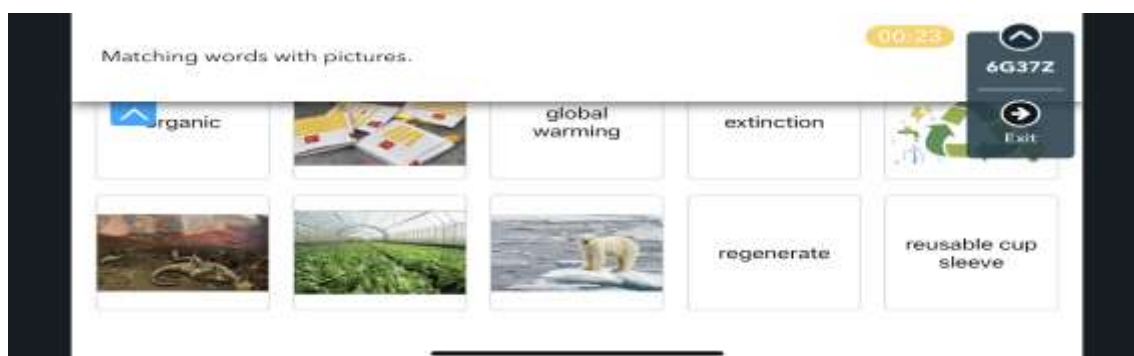 Matching words with pictures.
00:23
6G37Z
Exit
rganic
global
warming
extinction
regenerate
reusable cup
sleeve